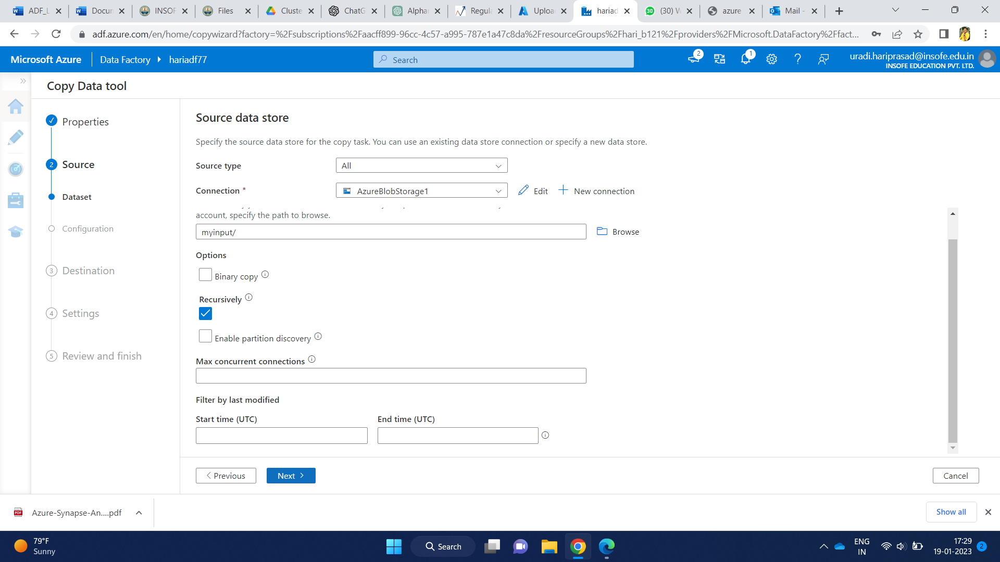 ADF_L
Docun
INSOF
Files
Cluste
ChatG
Alphar
Regula
Uploa
hariad
30 (30) W
azure
Mail -
adf.azure.com/en/home/copywizard?factory=%2Fsubscriptions%2Faacff899-96cc-4c57-a995-787e1a47c8da%2FresourceGroups%2Fhari_b121%2Fproviders%2FMicrosoft.DataFactory%2Ffact...
Microsoft Azure
Data Factory
hariadf77
Search
2
1
uradi.hariprasad@insofe.edu.in
INSOFE EDUCATION PVT. LTD.
Copy Data tool
Properties
2 Source
Dataset
Configuration
3 Destination
4 Settings
5 Review and finish
Source data store
Specify the source data store for the copy task. You can use an existing data store connection or specify a new data store.
Source type
All
Connection *
AzureBlobStorage1
Edit
New connection
account, specify the path to browse.
myinput/
Browse
Options
Binary copy
Recursively
Enable partition discovery
Max concurrent connections
Filter by last modified
Start time (UTC)
End time (UTC)
Previous
Next
Cancel
PDF
Azure-Synapse-An....pdf
Show all
79°F
Sunny
Search
ENG
IN
17:29
19-01-2023
2